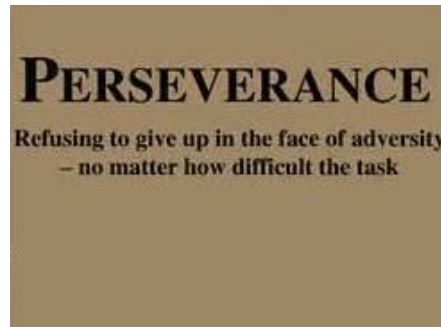 PERSEVERANCE
Refusing to give up in the face of adversity
– no matter how difficult the task